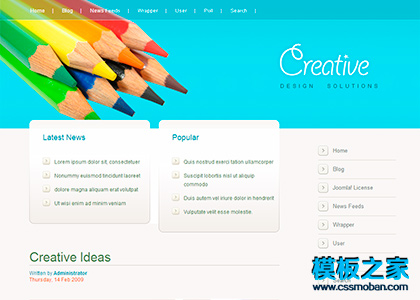 Home | Blog | News Feeds | Wrapper | User | Poll | Search |
Creative
DESIGN SOLUTIONS
Latest News
Lorem ipsum dolor sit, consectetuer
Nonummy euismod tincidunt laoreet
dolore magna aliquam erat volutpat
Ut wisi enim ad minim veniam
Popular
Quis nostrud exerci tation ullamcorper
Suscipit lobortis nisl ut aliquip
commodo
Duis autem vel irure dolor in hendrerit
Vulputate velit esse molestie
Home
Blog
Joomla! License
News Feeds
Wrapper
User
Search
Creative Ideas
Written by Administrator
Thursday, 14 Feb 2009
模板之家
www.cssmoban.com